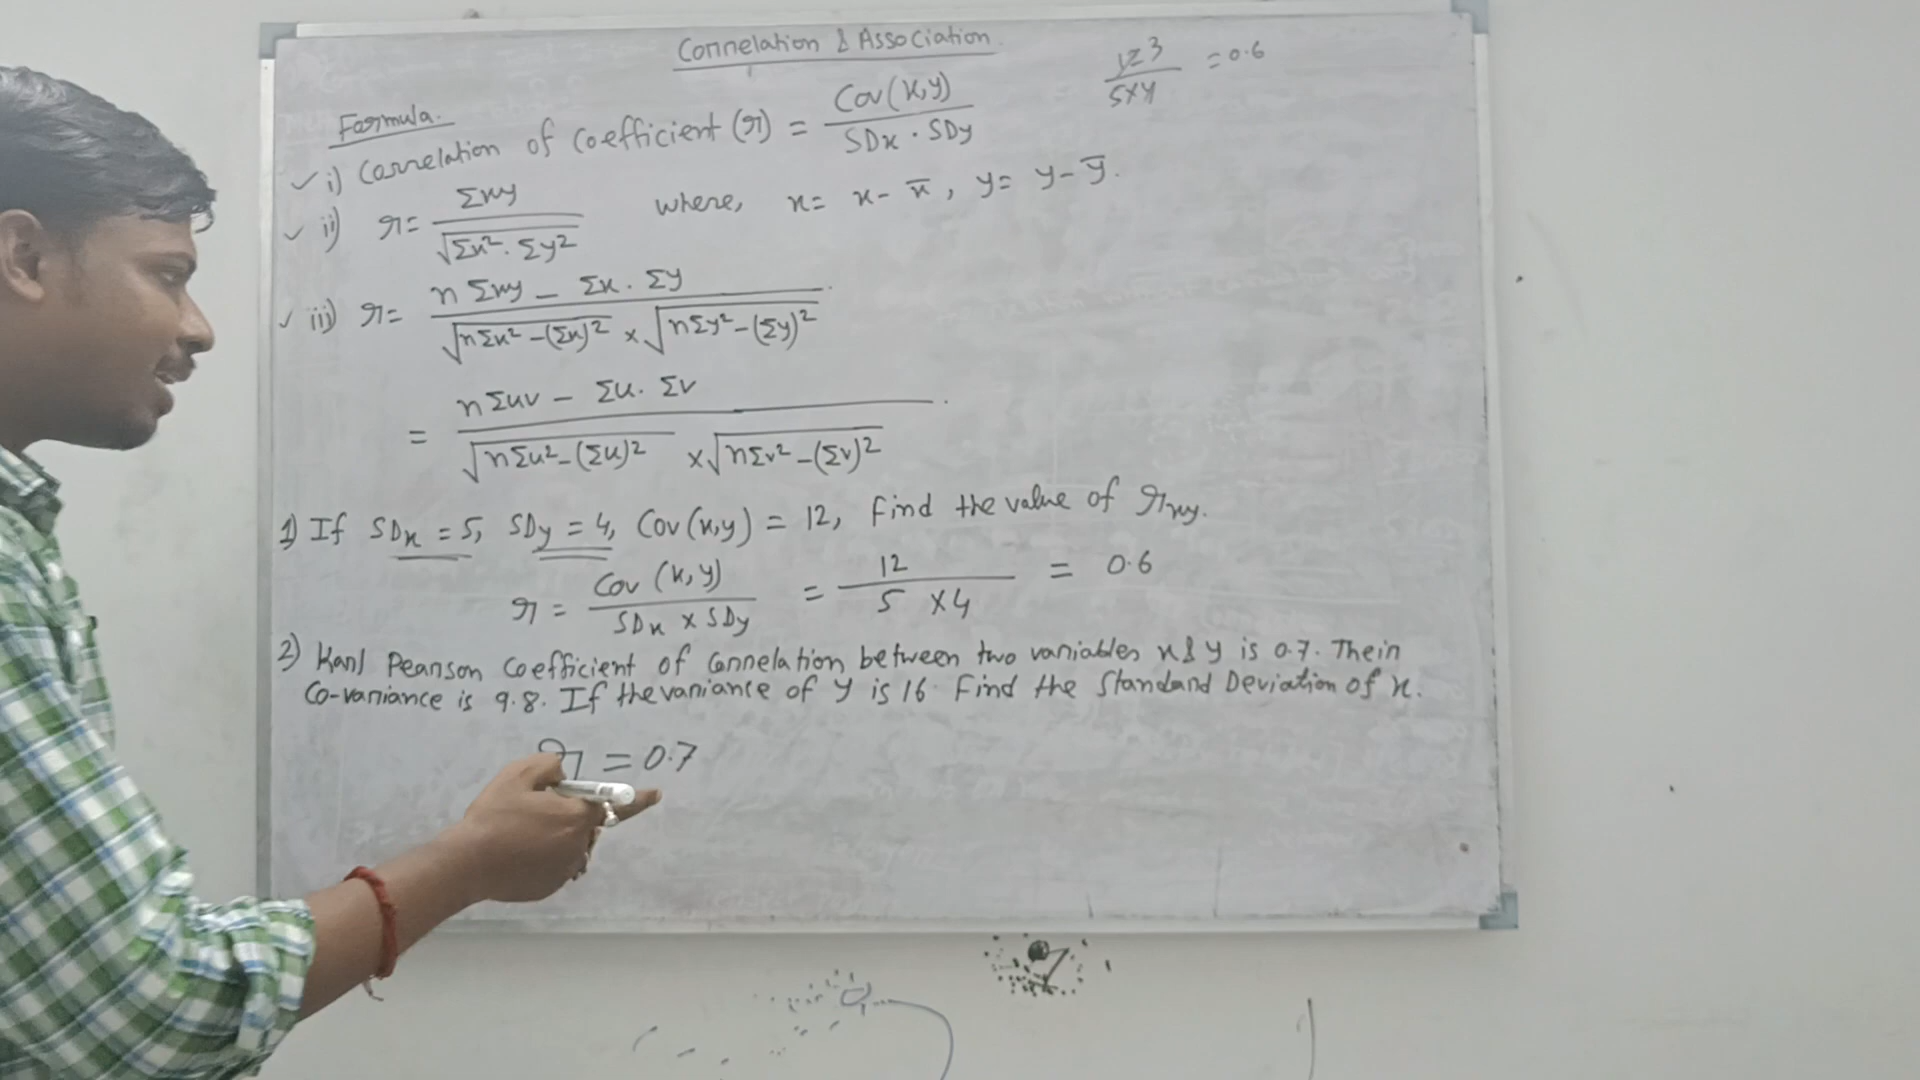 Correlation & Association
12 3 / 5×4 = 0.6
Formula.
i) Correlation of Coefficient (r) = Cov(x,y) / SDx · SDy
ii) r = Σxy / √Σx² · Σy² where, x = x - x̄, y = y - ȳ.
iii) r = n Σxy - Σx · Σy / √nΣx² - (Σx)² × √nΣy² - (Σy)²
= nΣuv - Σu · Σv / √nΣu² - (Σu)² × √nΣv² - (Σv)²
1) If SDx = 5, SDy = 4, Cov(x,y) = 12, Find the value of rxy.
r = Cov (x,y) / SDx × SDy = 12 / 5 × 4 = 0.6
2) Karl Pearson Coefficient of Correlation between two variables x & y is 0.7. Their
Co-variance is 9.8. If the variance of y is 16. Find the Standard Deviation of x.
r = 0.7